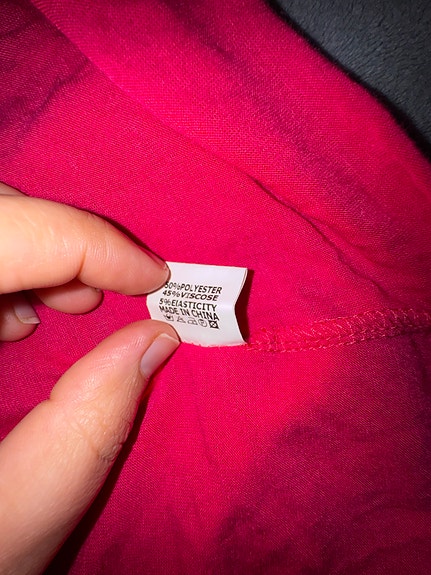 50%POLYESTER
45%VISCOSE
5%ElASTICITY
MADE IN CHINA